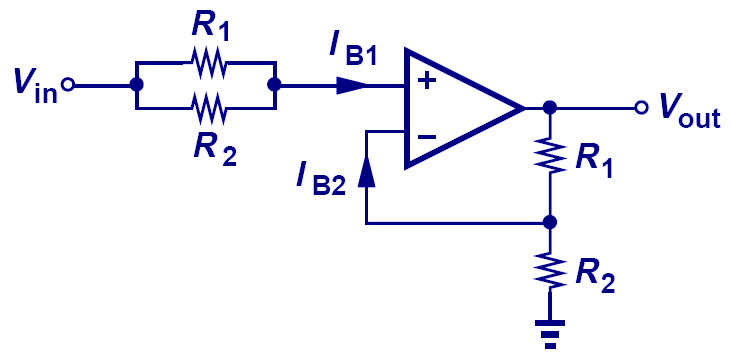 R1
IB1
Vin
+
Vout
R2
−
R1
IB2
R2